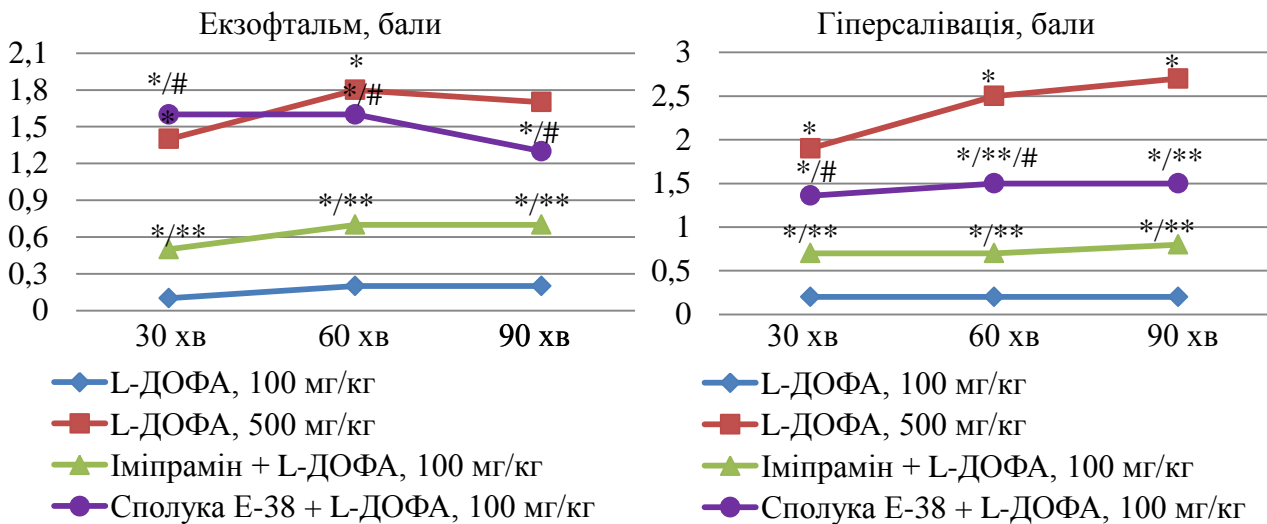 Екзофтальм, бали
2,1
1,8
1,5
1,2
0,9
0,6
0,3
0
*/#
*
*
*/#
*/#
*/**
*/**
*/**
30 хв
60 хв
90 хв
L-ДОФА, 100 мг/кг
L-ДОФА, 500 мг/кг
Іміпрамін + L-ДОФА, 100 мг/кг
Сполука Е-38 + L-ДОФА, 100 мг/кг
Гіперсалівація, бали
3
2,5
2
1,5
1
0,5
0
*
*
*
*/#
*/**/#
*/**
*/**
*/**
*/**
30 хв
60 хв
90 хв
L-ДОФА, 100 мг/кг
L-ДОФА, 500 мг/кг
Іміпрамін + L-ДОФА, 100 мг/кг
Сполука Е-38 + L-ДОФА, 100 мг/кг